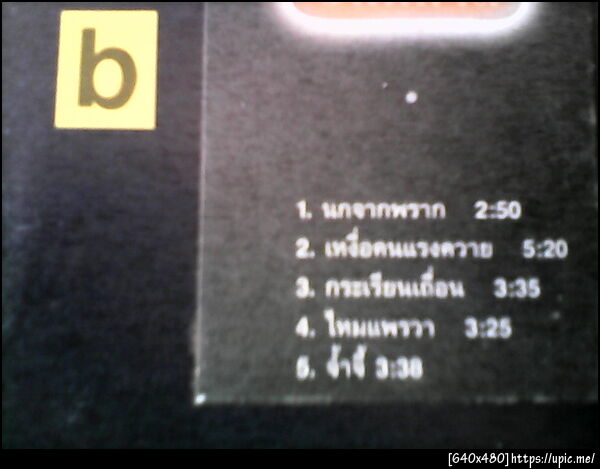 b
1. นกจากพราก 2:50
2. เหงื่อคนแรงควาย 5:20
3. กระเรียนเถื่อน 3:35
4. ไหมแพรวา 3:25
5. จ้ำจี้ 3:38
[640x480]https://upic.me/